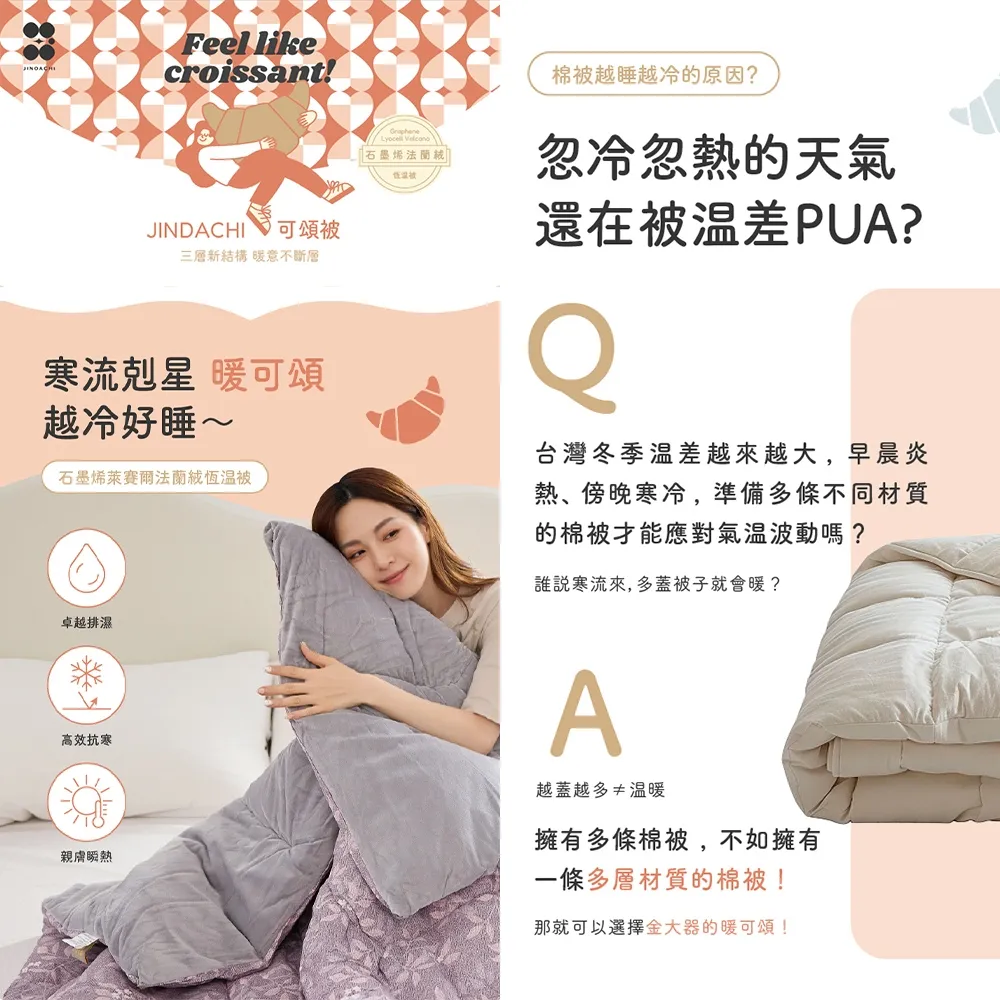 JINDACHI
Feel like
croissant!
Graphene
Lyocell Volcano
石墨烯法蘭絨
恆溫被
JINDACHI 可頌被
三層新結構 暖意不斷層
寒流剋星 暖可頌
越冷好睡～
石墨烯萊賽爾法蘭絨恆溫被
卓越排濕
高效抗寒
親膚瞬熱
棉被越睡越冷的原因?
忽冷忽熱的天氣
還在被溫差PUA?
Q
台灣冬季溫差越來越大，早晨炎
熱、傍晚寒冷，準備多條不同材質
的棉被才能應對氣溫波動嗎？
誰說寒流來，多蓋被子就會暖？
A
越蓋越多≠溫暖
擁有多條棉被，不如擁有
一條多層材質的棉被！
那就可以選擇金大器的暖可頌！